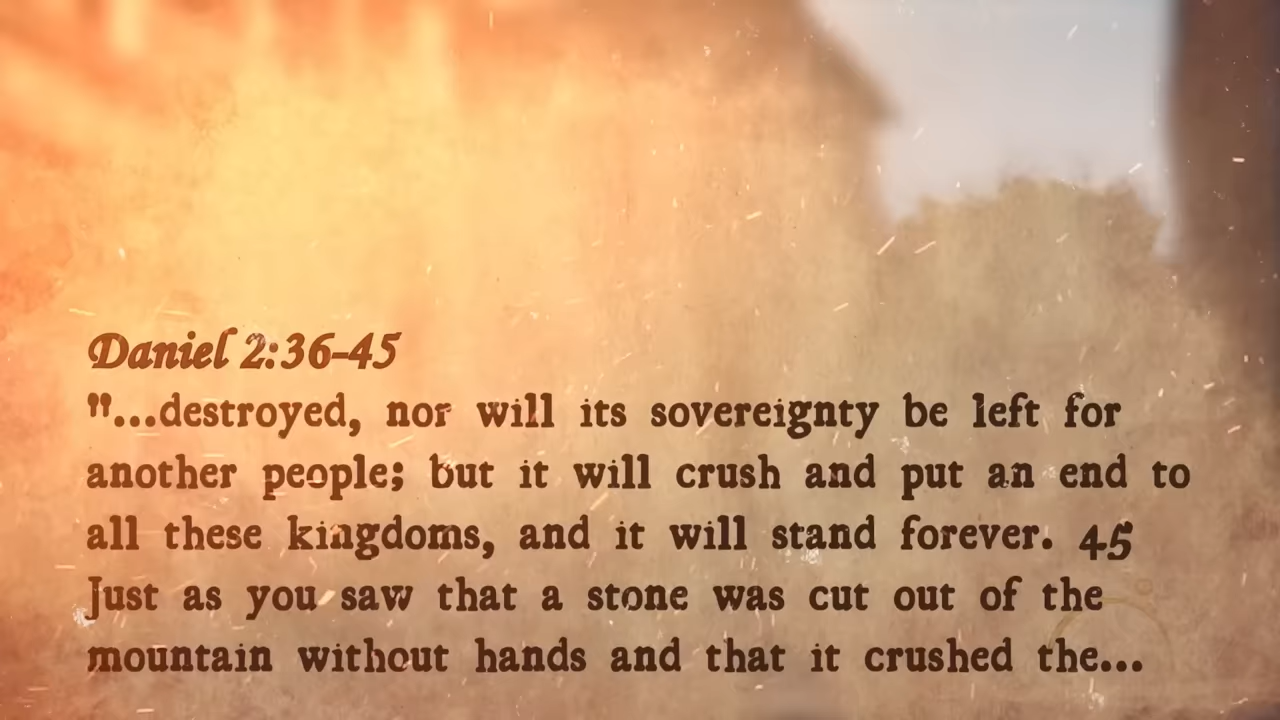 Daniel 2:36-45
"...destroyed, nor will its sovereignty be left for
another people; but it will crush and put an end to
all these kingdoms, and it will stand forever. 45
Just as you saw that a stone was cut out of the
mountain without hands and that it crushed the...